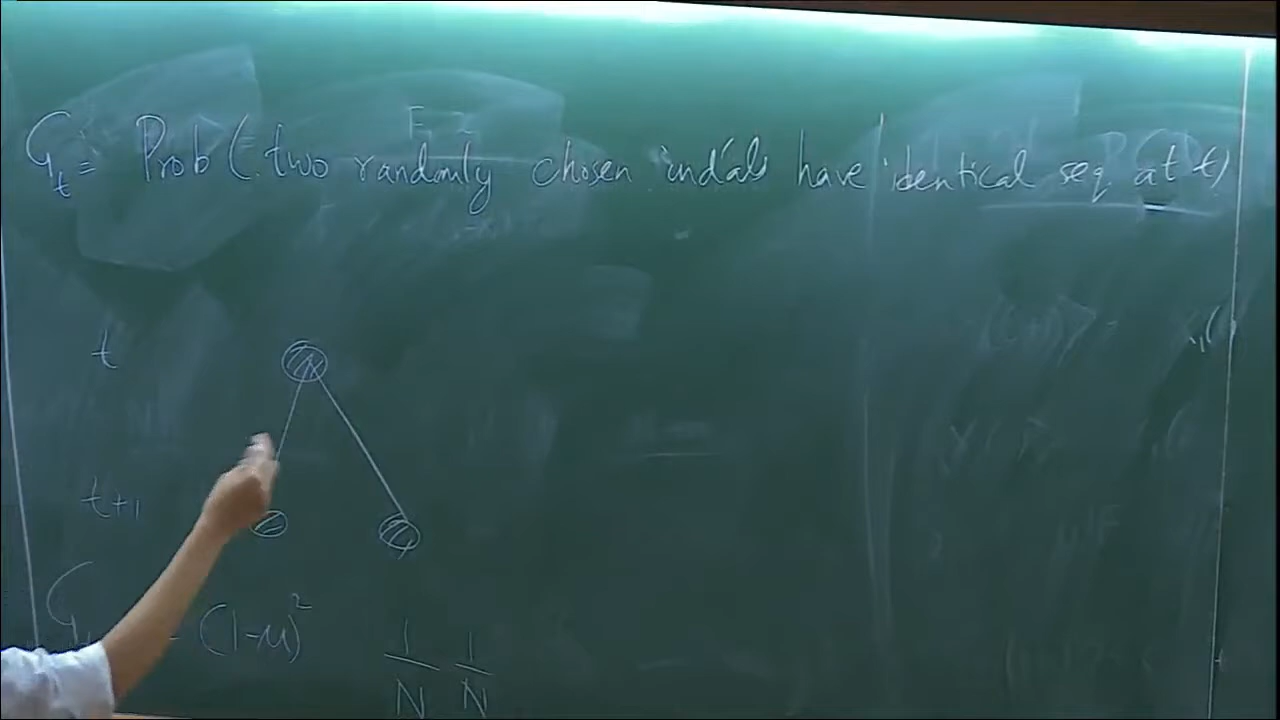 G_t = Prob (two randomly chosen ind'als have identical seq. at t)
t
t+1
G = (1-μ)^2 1/N 1/N